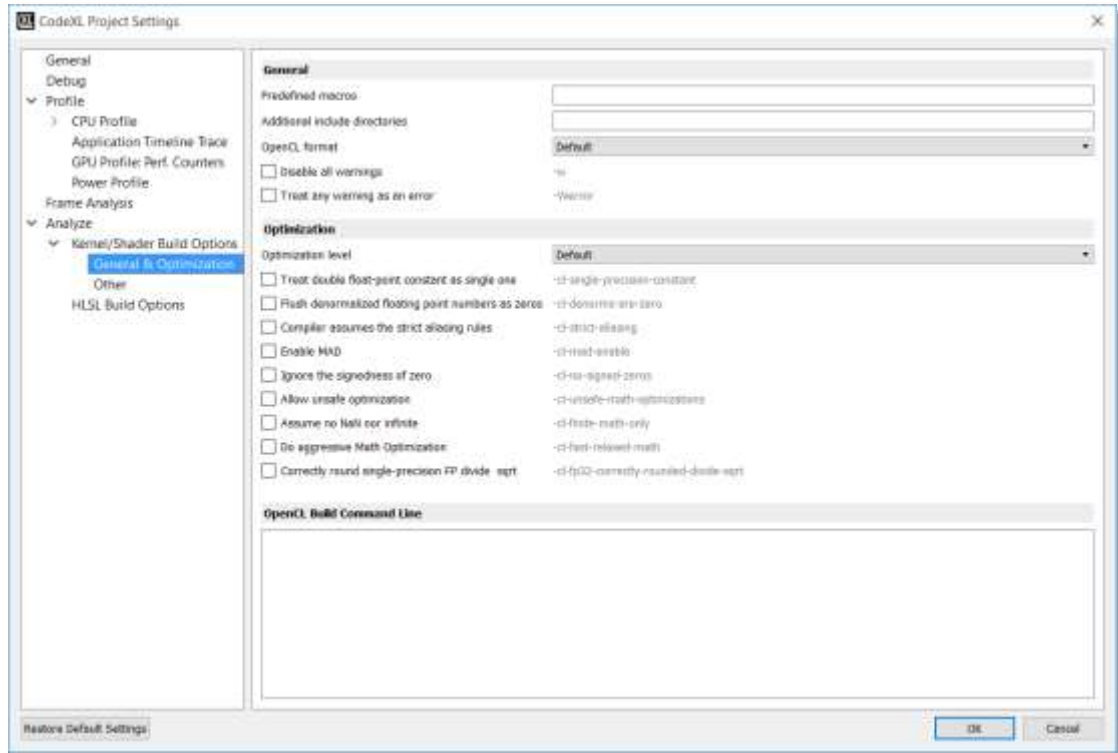 CodeXL Project Settings
General
Debug
Profile
CPU Profile
Application Timeline Trace
GPU Profile: Perf. Counters
Power Profile
Frame Analysis
Analyze
Kernel/Shader Build Options
General & Optimization
Other
HLSL Build Options
General
Predefined macros
Additional include directories
OpenCL format Default
Disable all warnings -w
Treat any warning as an error -Werror
Optimization
Optimization level Default
Treat double float-point constant as single one -cl-single-precision-constant
Flush denormalized floating point numbers as zeros -cl-denorms-are-zero
Compiler assumes the strict aliasing rules -cl-strict-aliasing
Enable MAD -cl-mad-enable
Ignore the signedness of zero -cl-no-signed-zeros
Allow unsafe optimization -cl-unsafe-math-optimizations
Assume no NaN nor infinite -cl-finite-math-only
Do aggressive Math Optimization -cl-fast-relaxed-math
Correctly round single-precision FP divide sqrt -cl-fp32-correctly-rounded-divide-sqrt
OpenCL Build Command Line
Restore Default Settings
OK
Cancel